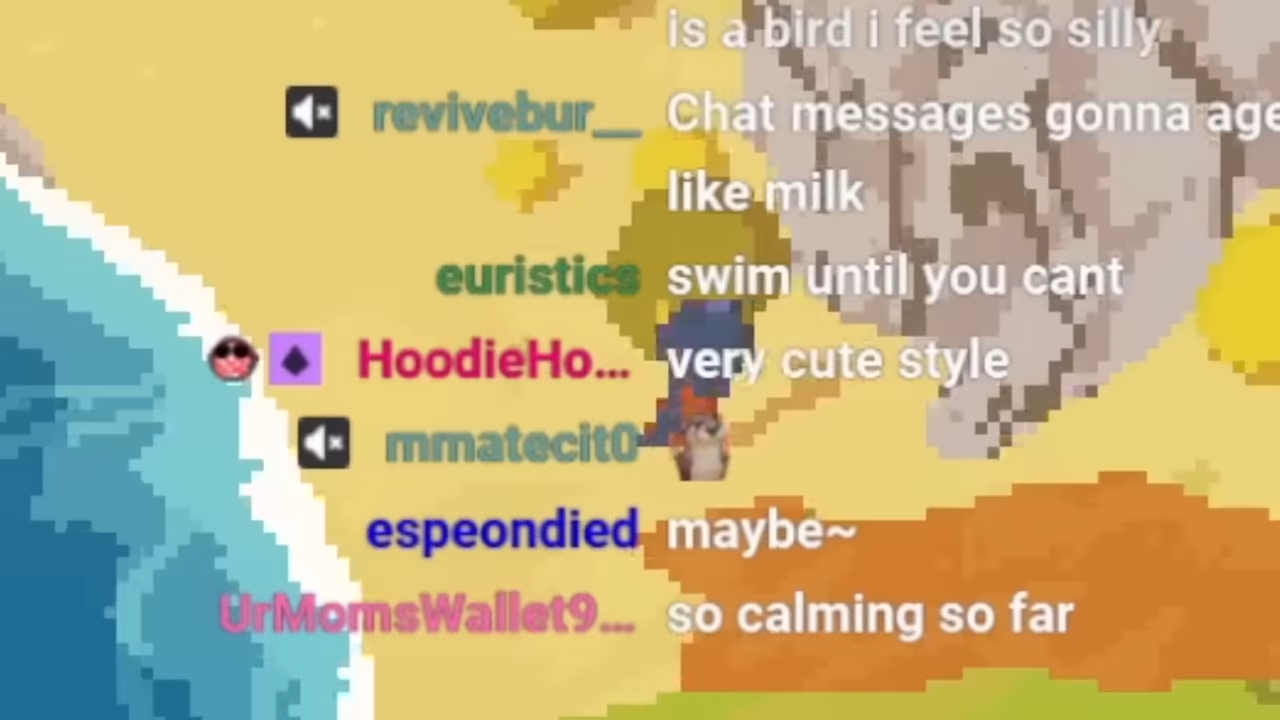 is a bird i feel so silly
revivebur__ Chat messages gonna age
like milk
euristics swim until you cant
HoodieHo... very cute style
mmatecit0
espeondied maybe~
UrMomsWallet9... so calming so far